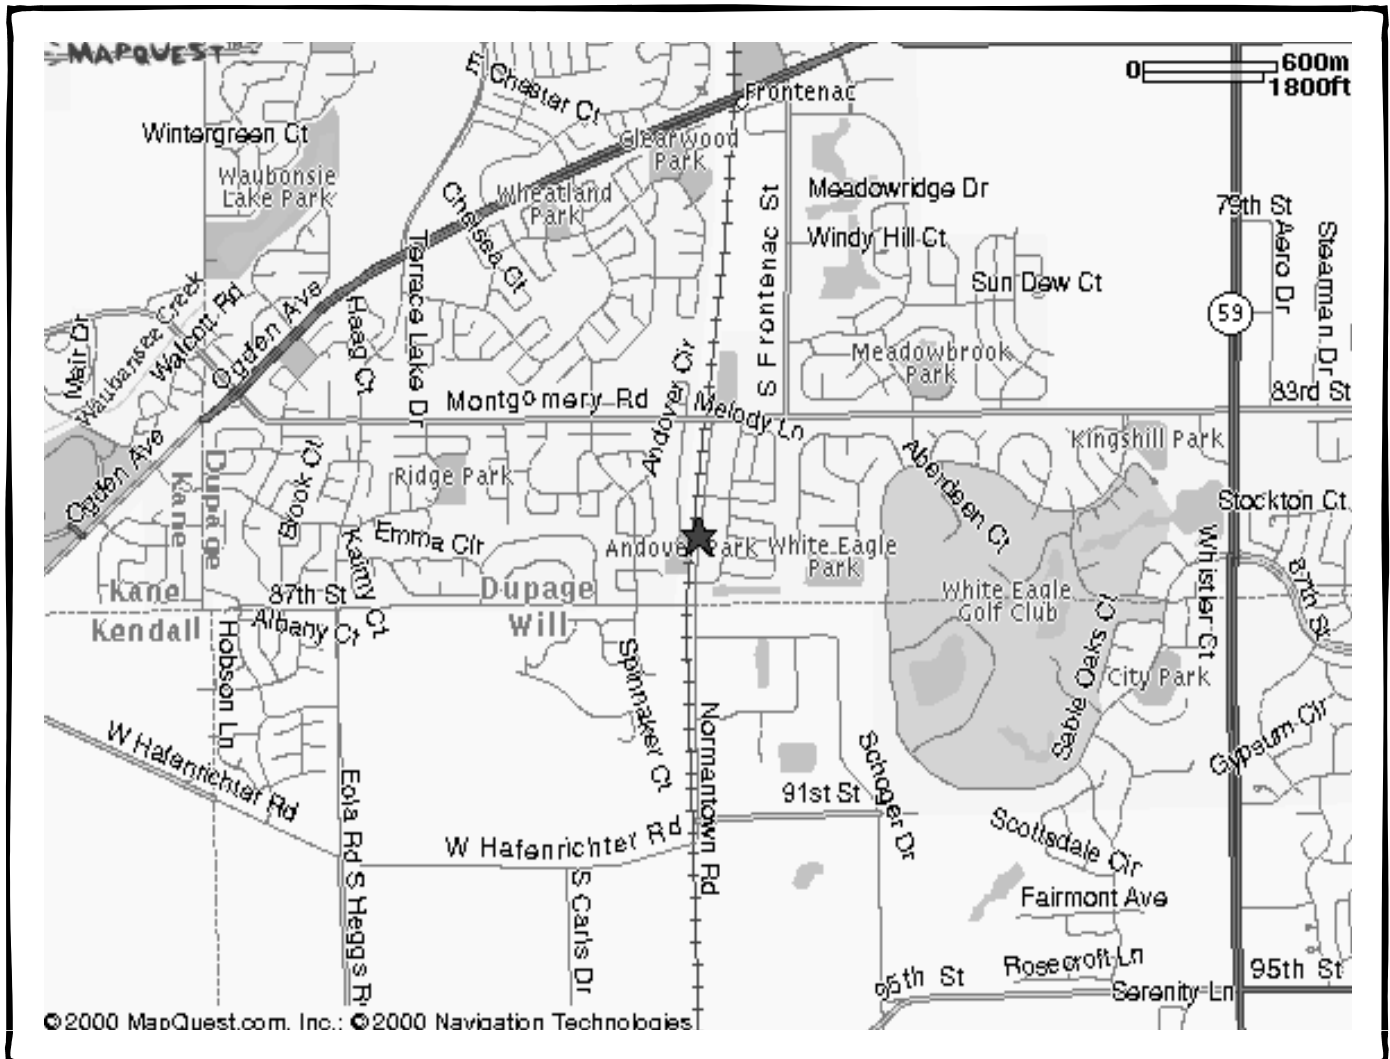 MAPQUEST
0 600m
1800ft
E Chester Ct
Frontenac
Wintergreen Ct
Clearwood
Park
Waubonsie
Lake Park
Wheatland
Park
Chelsea Ct
Meadowridge Dr
79th St
Windy Hill Ct
Sun Dew Ct
S Frontenac St
Aero Dr
Stearman Dr
59
Terrace Lake Dr
Haag Ct
Ogden Ave
Walcott Rd
Waubansee Creek
Mair Dr
Meadowbrook
Park
83rd St
Montgomery Rd
Melody Ln
Andover Cir
Kingshill Park
Aberdeen Ct
Ogden Ave
Kane
Dupage
Brook Ct
Ridge Park
Stockton Ct
Emma Cir
Karny Ct
Andover Park
White Eagle
Park
Whistler Ct
87th St
Kane
Kendall
87th St
Albany Ct
Dupage
Will
White Eagle
Golf Club
Sable Oaks Ct
City Park
Hobson Ln
Spinnaker Ct
Normantown Rd
Gypsum Cir
W Hafenrichter Rd
Schoger Dr
91st St
Eola Rd
W Hafenrichter Rd
Scottsdale Cir
S Heggs R
S Carls Dr
Fairmont Ave
Rosecroft Ln
95th St
95th St
Serenity Ln
©2000 MapQuest.com, Inc.; ©2000 Navigation Technologies